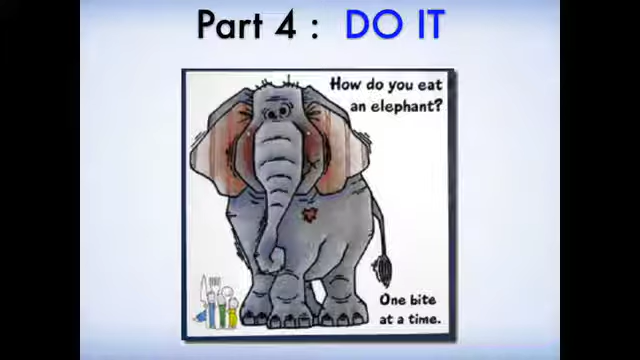 Part 4 : DO IT
How do you eat
an elephant?
One bite
at a time.